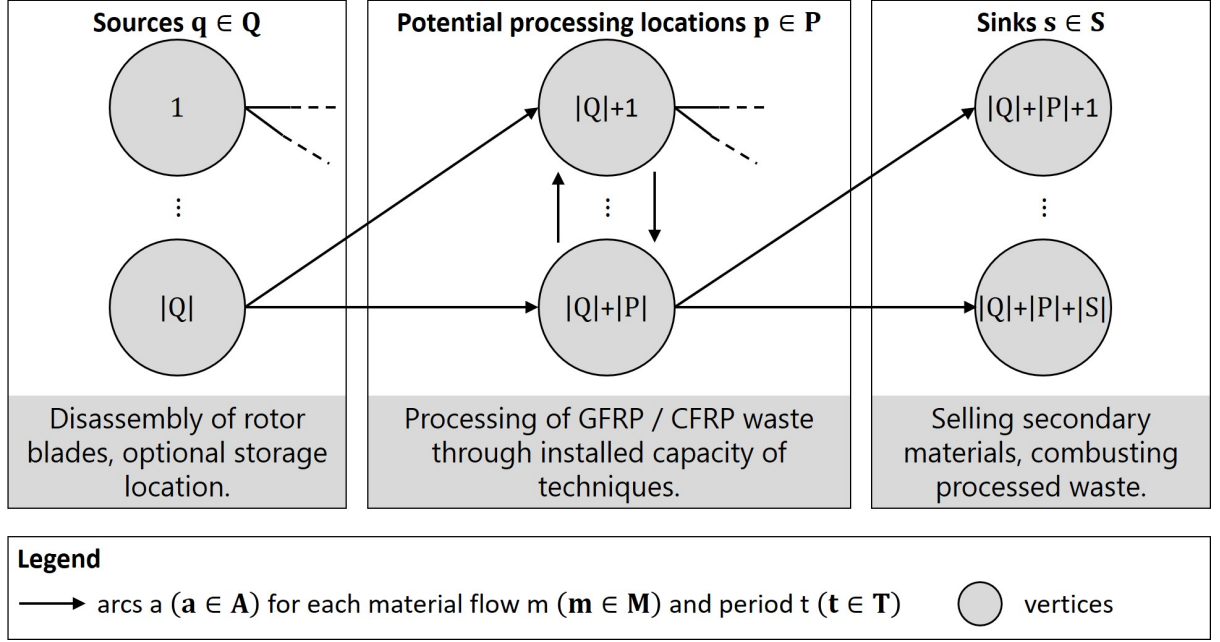 Sources q ∈ Q
Potential processing locations p ∈ P
Sinks s ∈ S
1
|Q|+1
|Q|+|P|+1
⋮
⋮
⋮
|Q|
|Q|+|P|
|Q|+|P|+|S|
Disassembly of rotor
blades, optional storage
location.
Processing of GFRP / CFRP waste
through installed capacity of
techniques.
Selling secondary
materials, combusting
processed waste.
Legend
arcs a (a ∈ A) for each material flow m (m ∈ M) and period t (t ∈ T)
vertices